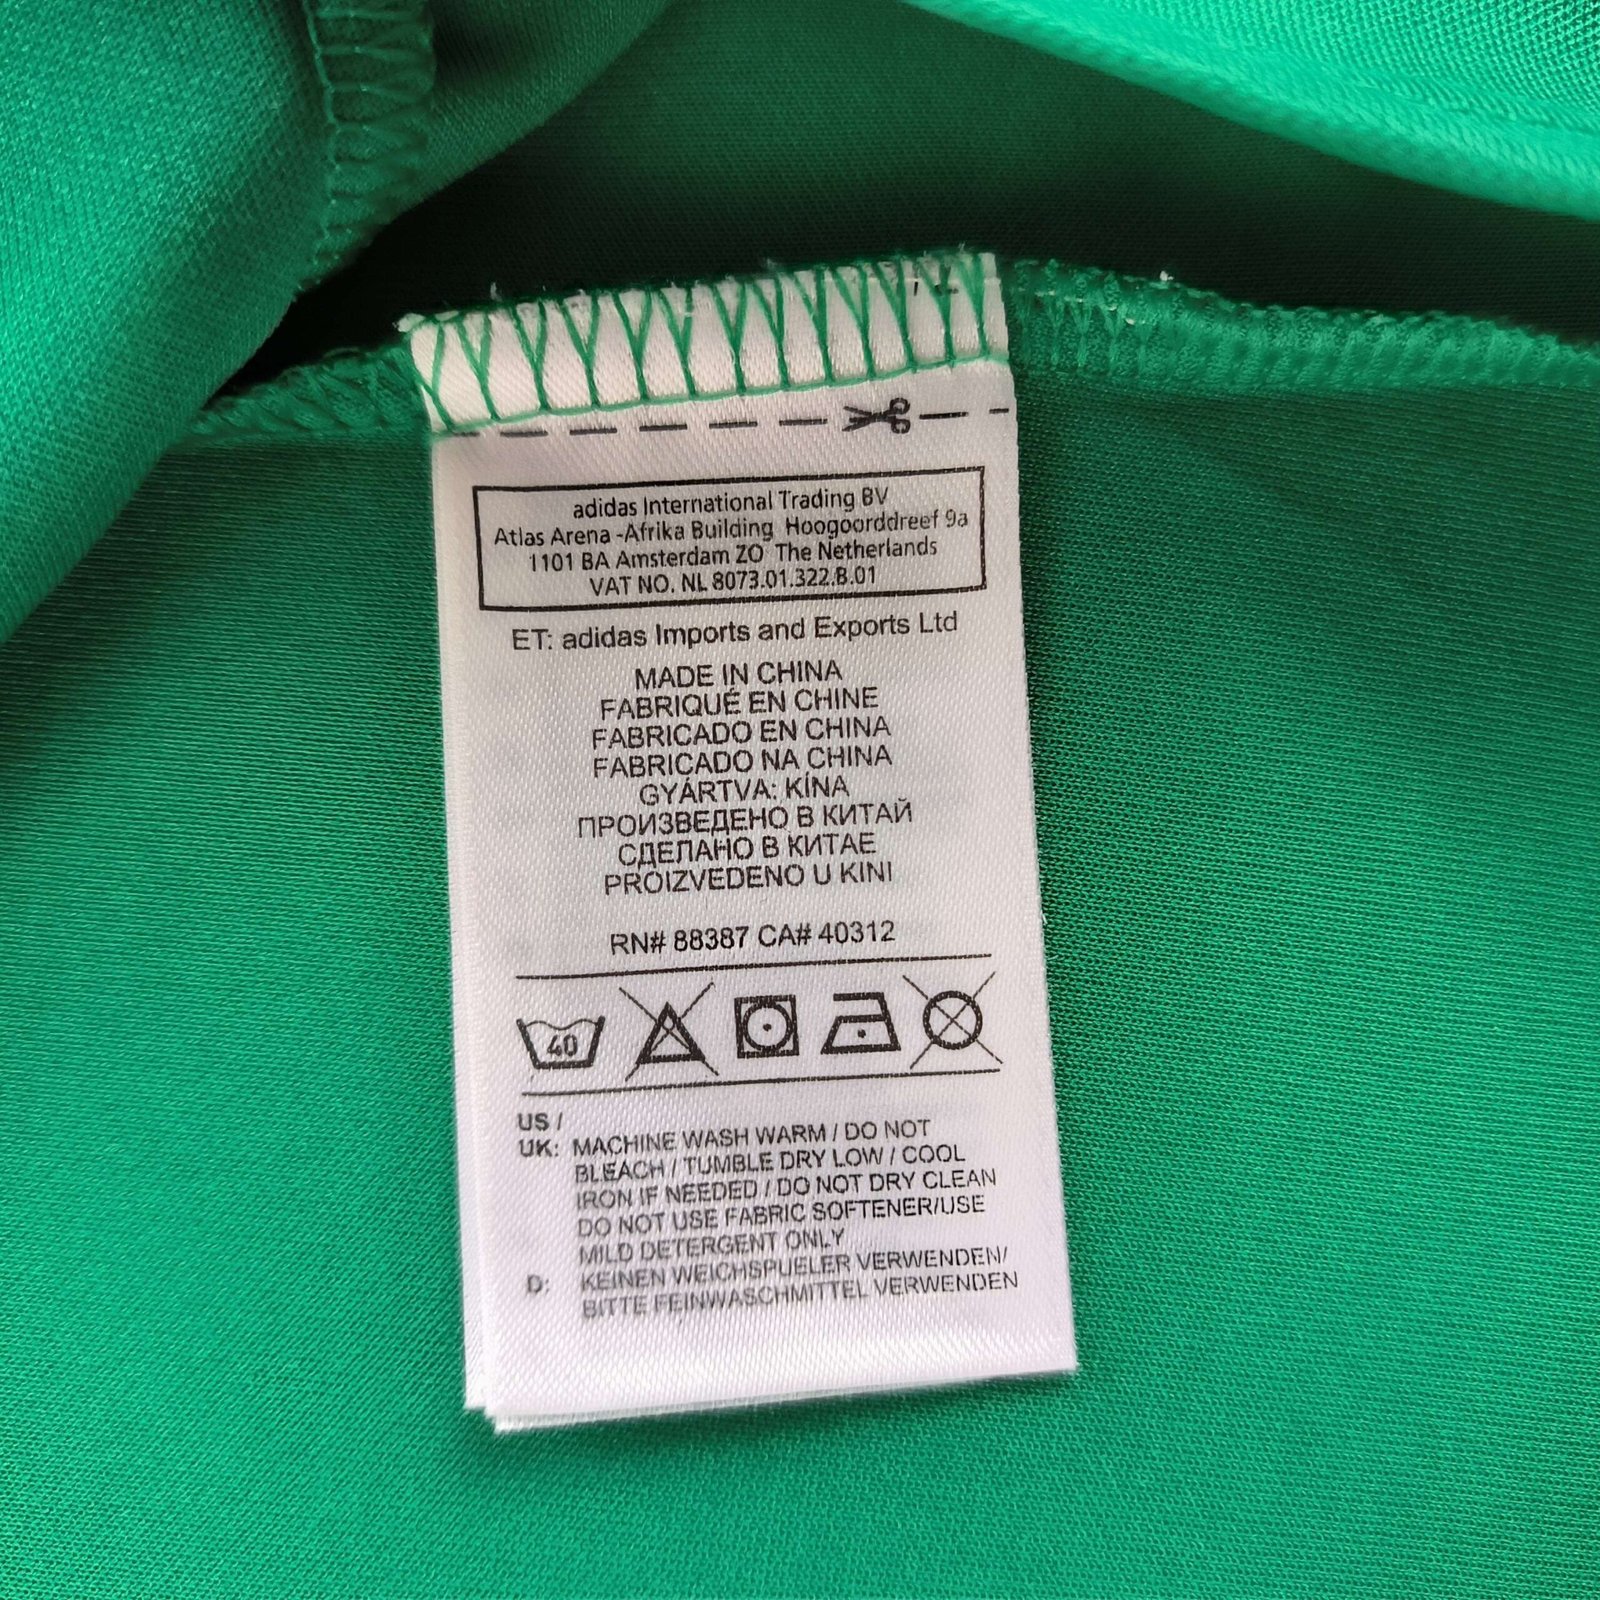 adidas International Trading BV
Atlas Arena -Afrika Building Hoogoorddreef 9a
1101 BA Amsterdam ZO The Netherlands
VAT NO. NL 8073.01.322.B.01
ET: adidas Imports and Exports Ltd
MADE IN CHINA
FABRIQUÉ EN CHINE
FABRICADO EN CHINA
FABRICADO NA CHINA
GYÁRTVA: KÍNA
ПРОИЗВЕДЕНО В КИТАЙ
СДЕЛАНО В КИТАЕ
PROIZVEDENO U KINI
RN# 88387 CA# 40312
40
US /
UK: MACHINE WASH WARM / DO NOT
BLEACH / TUMBLE DRY LOW / COOL
IRON IF NEEDED / DO NOT DRY CLEAN
DO NOT USE FABRIC SOFTENER/USE
MILD DETERGENT ONLY
D: KEINEN WEICHSPUELER VERWENDEN/
BITTE FEINWASCHMITTEL VERWENDEN